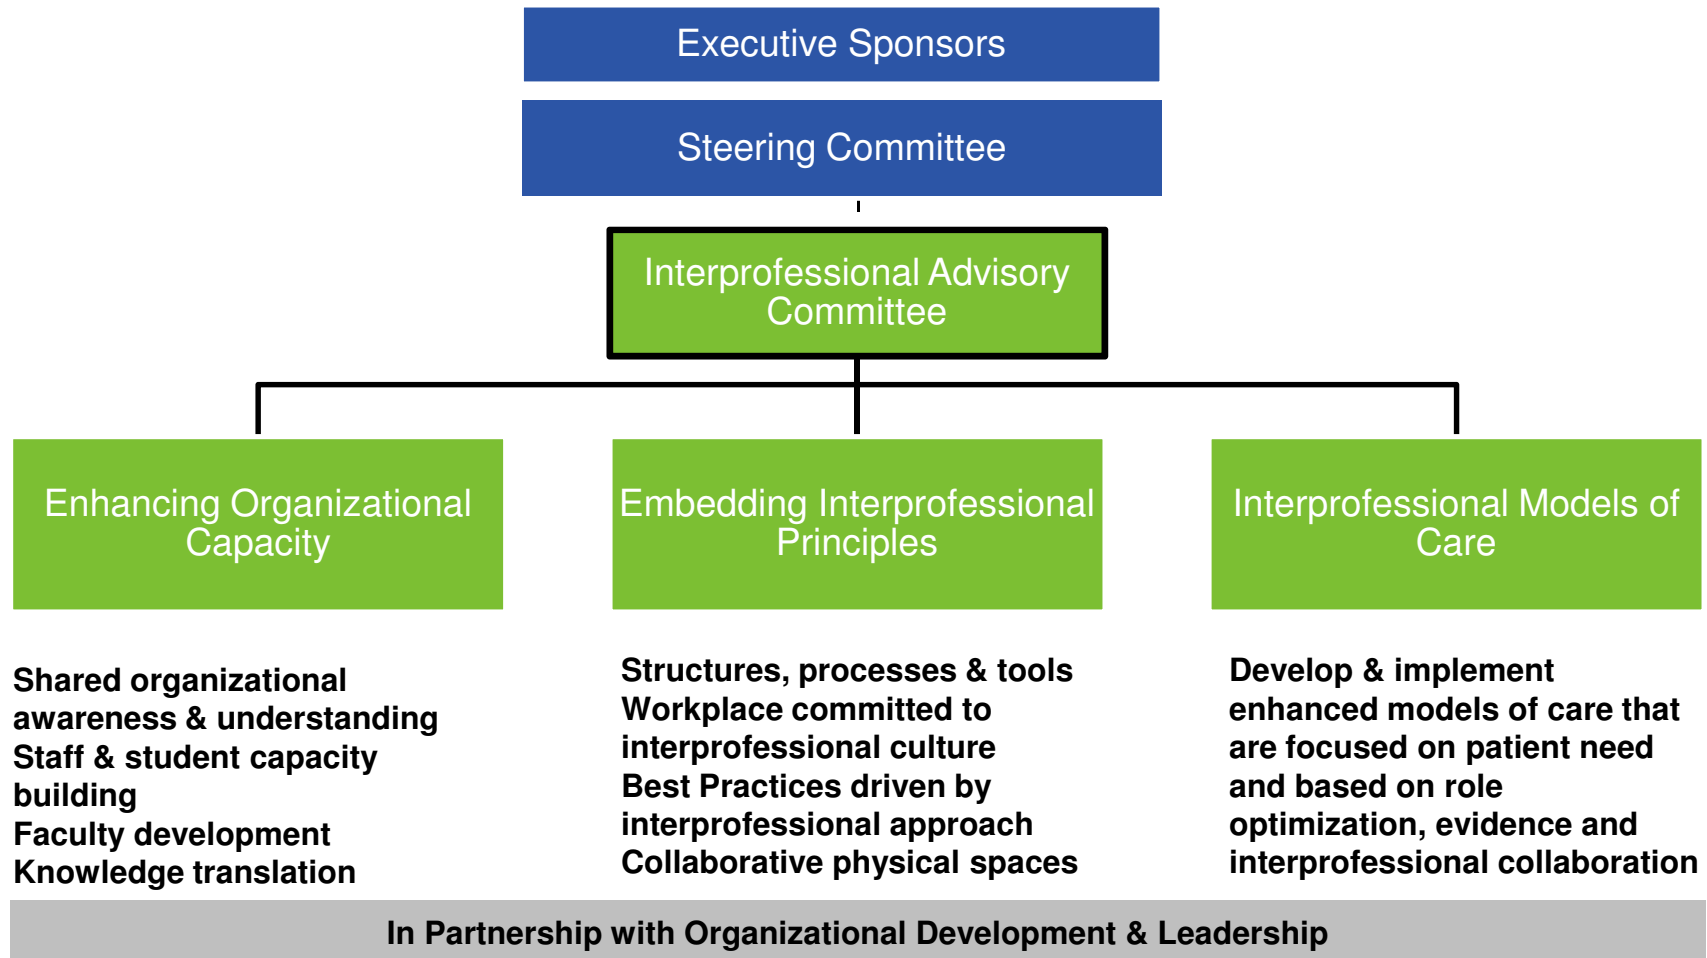 Executive Sponsors
Steering Committee
Interprofessional Advisory
Committee
Enhancing Organizational
Capacity
Embedding Interprofessional
Principles
Interprofessional Models of
Care
Shared organizational
awareness & understanding
Staff & student capacity
building
Faculty development
Knowledge translation
Structures, processes & tools
Workplace committed to
interprofessional culture
Best Practices driven by
interprofessional approach
Collaborative physical spaces
Develop & implement
enhanced models of care that
are focused on patient need
and based on role
optimization, evidence and
interprofessional collaboration
In Partnership with Organizational Development & Leadership